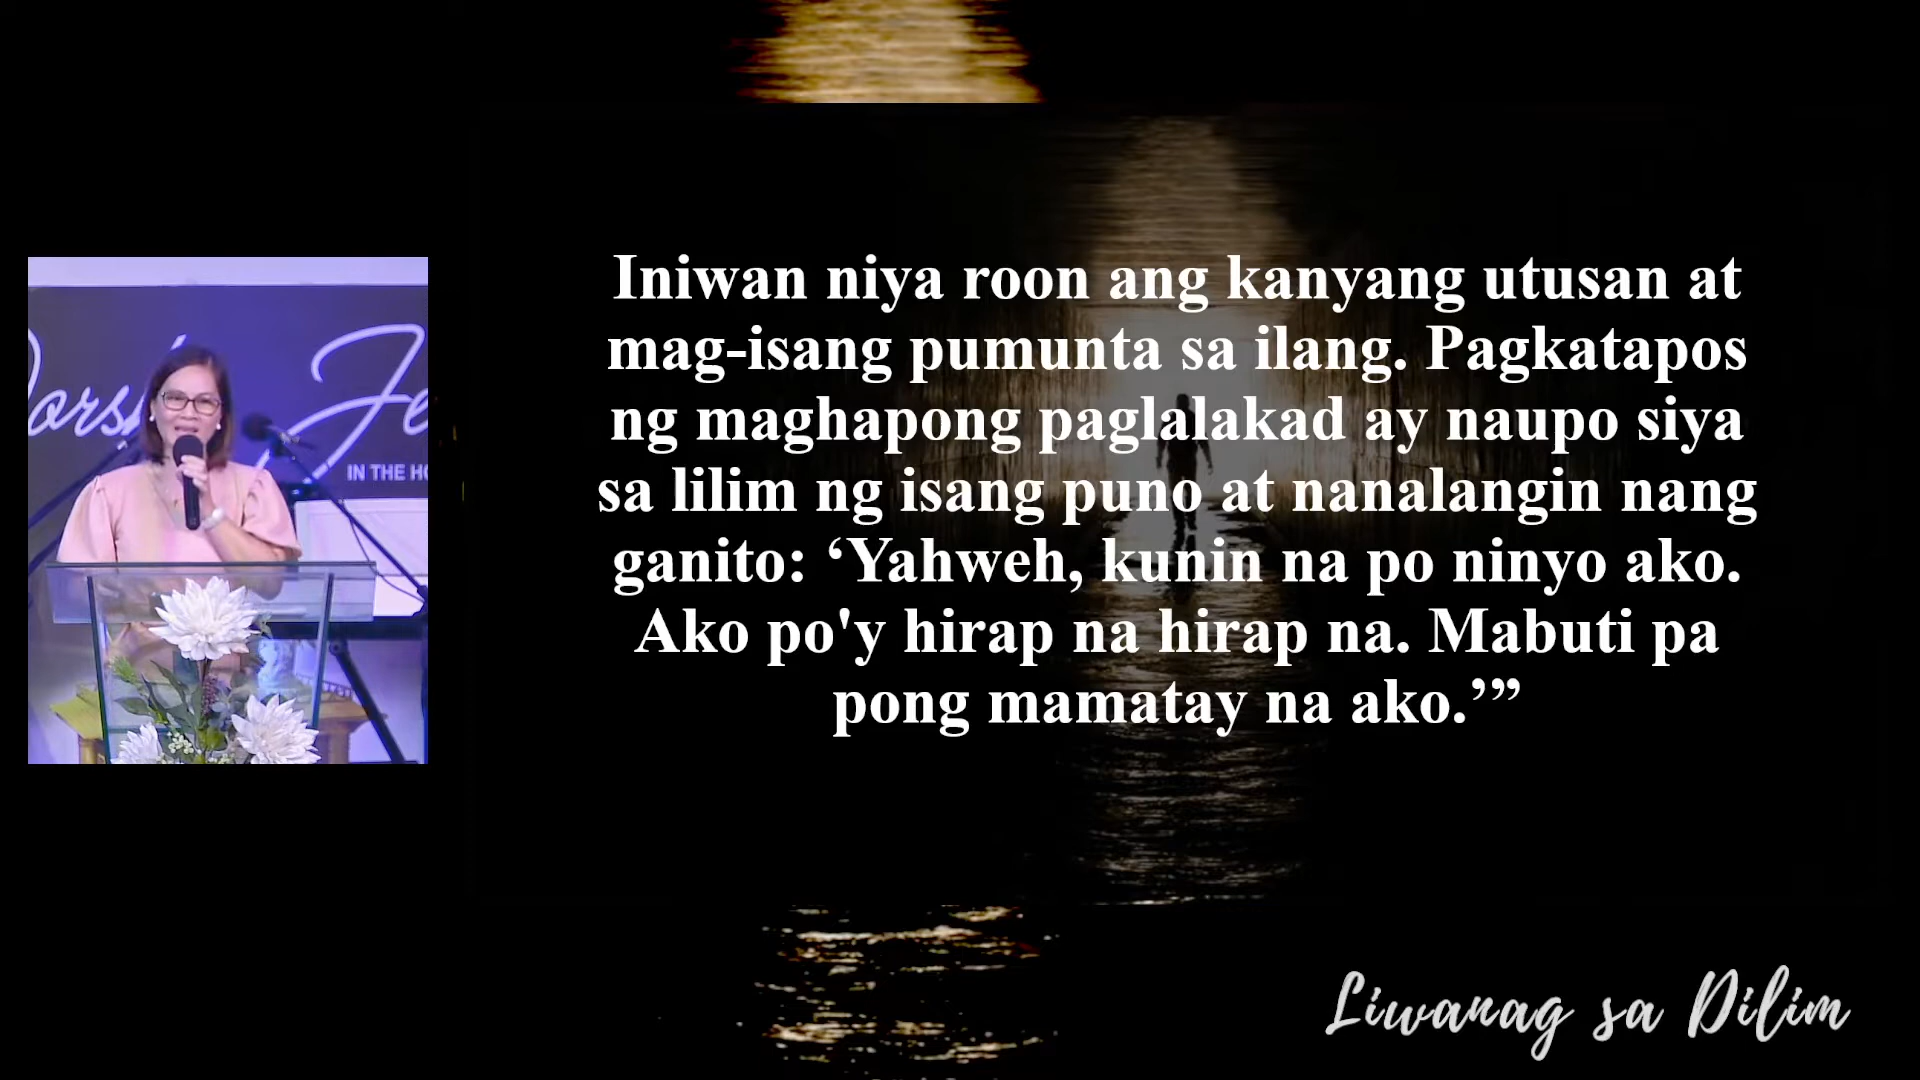 Iniwan niya roon ang kanyang utusan at
mag-isang pumunta sa ilang. Pagkatapos
ng maghapong paglalakad ay naupo siya
sa lilim ng isang puno at nanalangin nang
ganito: ‘Yahweh, kunin na po ninyo ako.
Ako po'y hirap na hirap na. Mabuti pa
pong mamatay na ako.’”
IN THE
Liwanag sa Dilim